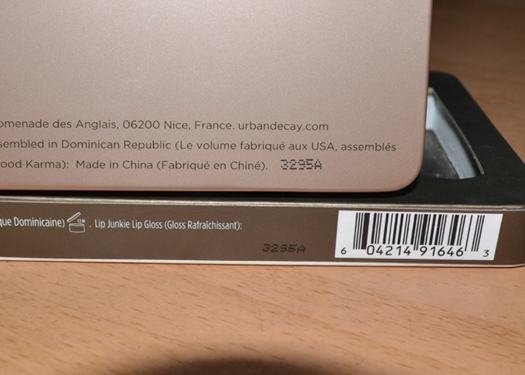 omenade des Anglais, 06200 Nice, France. urbandecay.com
sembled in Dominican Republic (Le volume fabriqué aux USA, assemblés
ood Karma): Made in China (Fabriqué en Chine). 3295A
que Dominicaine) . Lip Junkie Lip Gloss (Gloss Rafraîchissant):
3295A
6 04214 91646 3